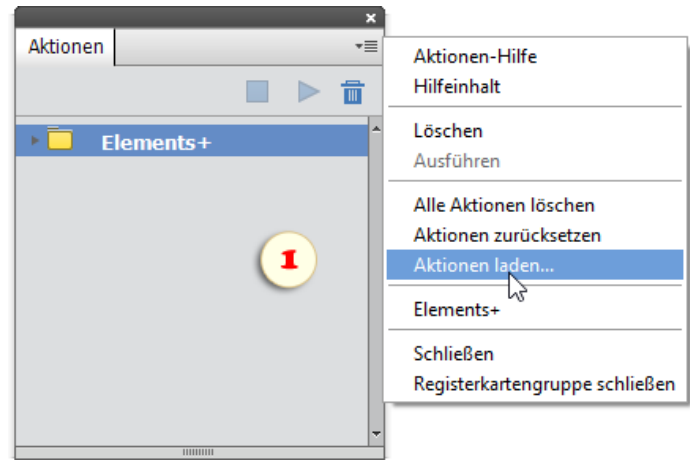 Aktionen
Elements+
1
Aktionen-Hilfe
Hilfeinhalt
Löschen
Ausführen
Alle Aktionen löschen
Aktionen zurücksetzen
Aktionen laden...
Elements+
Schließen
Registerkartengruppe schließen